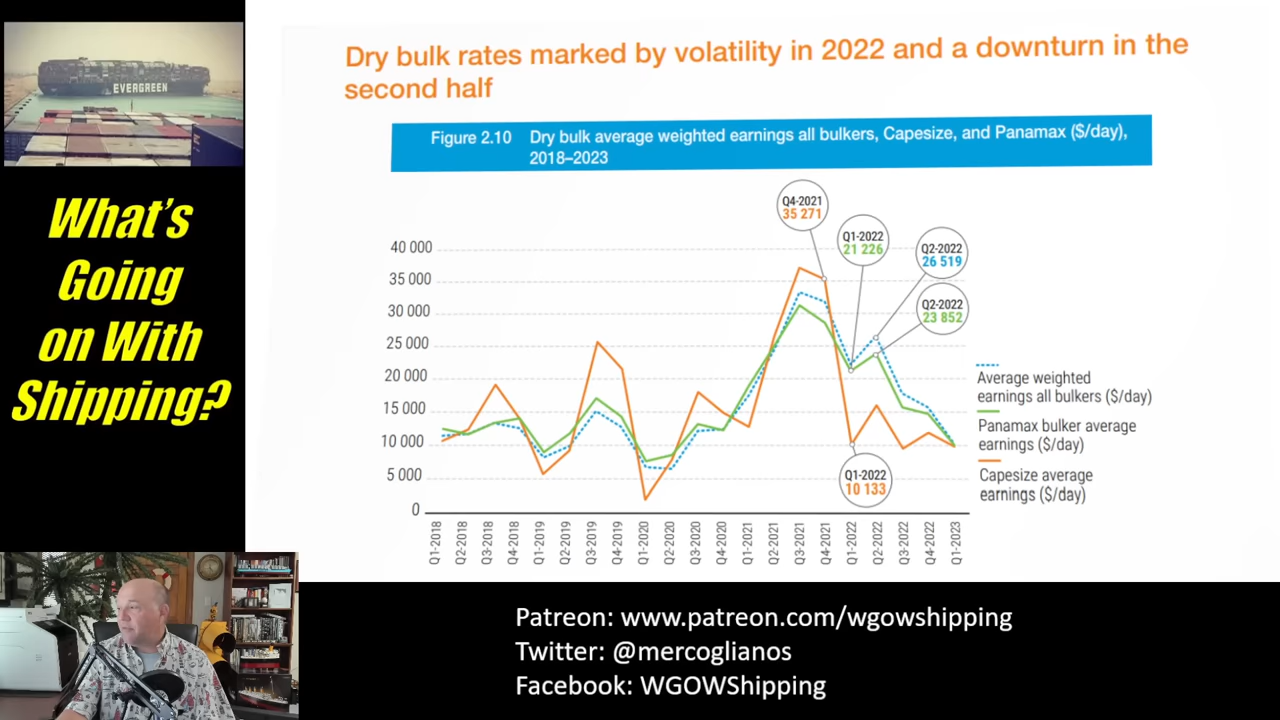 EVERGREEN
What's
Going
on With
Shipping?
Dry bulk rates marked by volatility in 2022 and a downturn in the
second half
Figure 2.10 Dry bulk average weighted earnings all bulkers, Capesize, and Panamax ($/day),
2018–2023
Q4-2021
35 271
Q1-2022
21 226
Q2-2022
26 519
Q2-2022
23 852
40 000
35 000
30 000
25 000
20 000
15 000
10 000
5 000
0
Q1-2022
10 133
Average weighted
earnings all bulkers ($/day)
Panamax bulker average
earnings ($/day)
Capesize average
earnings ($/day)
Q1-2018
Q2-2018
Q3-2018
Q4-2018
Q1-2019
Q2-2019
Q3-2019
Q4-2019
Q1-2020
Q2-2020
Q3-2020
Q4-2020
Q1-2021
Q2-2021
Q3-2021
Q4-2021
Q1-2022
Q2-2022
Q3-2022
Q4-2022
Q1-2023
Patreon: www.patreon.com/wgowshipping
Twitter: @mercoglianos
Facebook: WGOWShipping